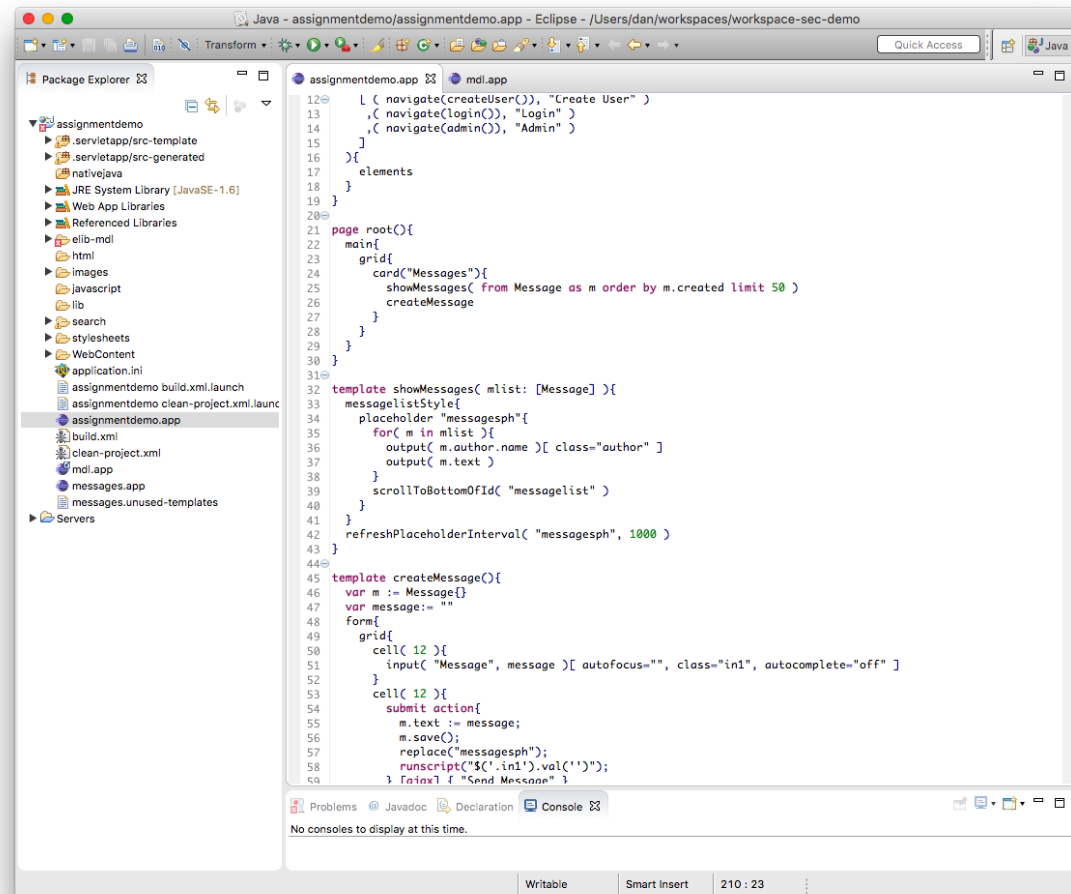 Java - assignmentdemo/assignmentdemo.app - Eclipse - /Users/dan/workspaces/workspace-sec-demo
Transform
Quick Access
Java
Package Explorer
assignmentdemo
.servletapp/src-template
.servletapp/src-generated
nativejava
JRE System Library [JavaSE-1.6]
Web App Libraries
Referenced Libraries
elib-mdl
html
images
javascript
lib
search
stylesheets
WebContent
application.ini
assignmentdemo build.xml.launch
assignmentdemo clean-project.xml.launc
assignmentdemo.app
build.xml
clean-project.xml
mdl.app
messages.app
messages.unused-templates
Servers
assignmentdemo.app mdl.app
12 [ ( navigate(createUser()), "Create User" )
13 ,( navigate(login()), "Login" )
14 ,( navigate(admin()), "Admin" )
15 ]
16 ){
17 elements
18 }
19 }
20
21 page root(){
22 main{
23 grid{
24 card("Messages"){
25 showMessages( from Message as m order by m.created limit 50 )
26 createMessage
27 }
28 }
29 }
30 }
31
32 template showMessages( mlist: [Message] ){
33 messagelistStyle{
34 placeholder "messagesph"{
35 for( m in mlist ){
36 output( m.author.name )[ class="author" ]
37 output( m.text )
38 }
39 scrollToBottomOfId( "messagelist" )
40 }
41 }
42 refreshPlaceholderInterval( "messagesph", 1000 )
43 }
44
45 template createMessage(){
46 var m := Message{}
47 var message:= ""
48 form{
49 grid{
50 cell( 12 ){
51 input( "Message", message )[ autofocus="", class="in1", autocomplete="off" ]
52 }
53 cell( 12 ){
54 submit action{
55 m.text := message;
56 m.save();
57 replace("messagesph");
58 runscript("$('.in1').val('')");
59 } [ajax] { "Send Message" }
Problems @ Javadoc Declaration Console
No consoles to display at this time.
Writable Smart Insert 210 : 23